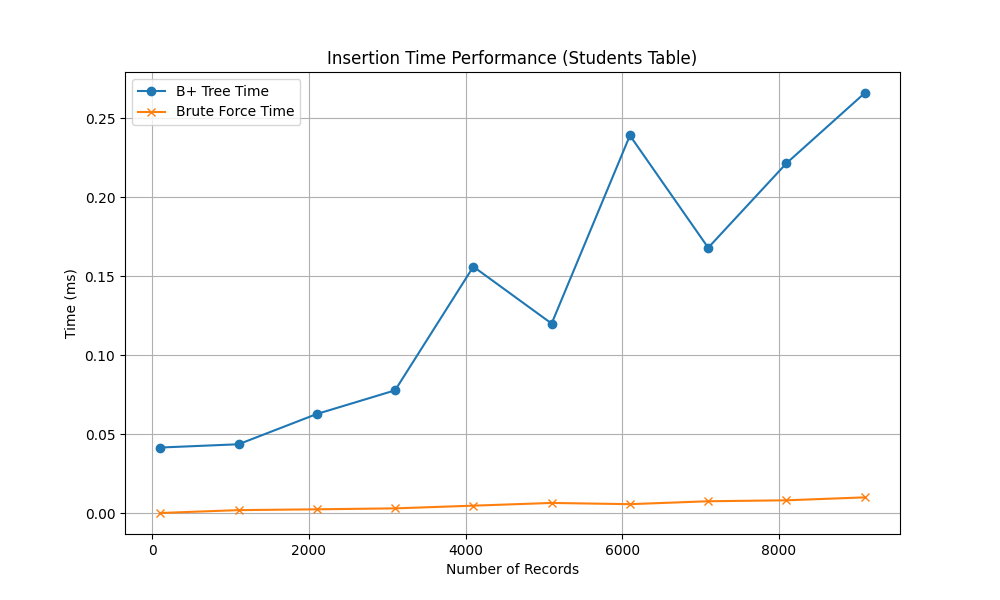 Insertion Time Performance (Students Table)
B+ Tree Time
Brute Force Time
0.25
0.20
0.15
0.10
0.05
0.00
Time (ms)
0
2000
4000
6000
8000
Number of Records